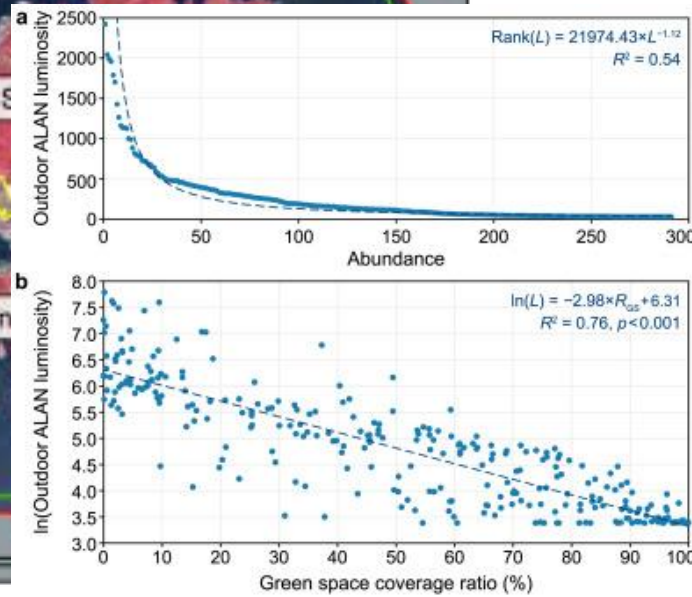 a
2500
2000
1500
1000
500
0
Outdoor ALAN luminosity
Rank(L) = 21974.43×L⁻¹·¹²
R² = 0.54
0 50 100 150 200 250 300
Abundance
b
8.0
7.5
7.0
6.5
6.0
5.5
5.0
4.5
4.0
3.5
3.0
ln(Outdoor ALAN luminosity)
ln(L) = −2.98×R_GS+6.31
R² = 0.76, p<0.001
0 10 20 30 40 50 60 70 80 90 100
Green space coverage ratio (%)